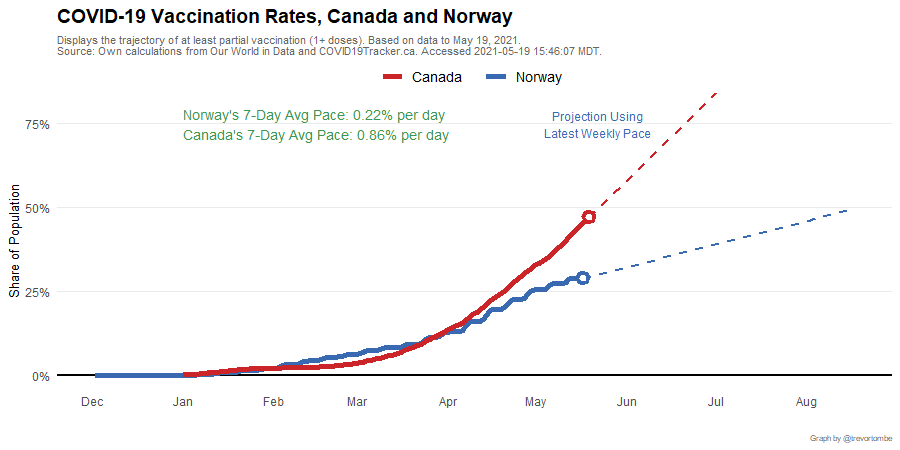 COVID-19 Vaccination Rates, Canada and Norway
Displays the trajectory of at least partial vaccination (1+ doses). Based on data to May 19, 2021.
Source: Own calculations from Our World in Data and COVID19Tracker.ca. Accessed 2021-05-19 15:46:07 MDT.
Canada Norway
Norway's 7-Day Avg Pace: 0.22% per day
Canada's 7-Day Avg Pace: 0.86% per day
Projection Using
Latest Weekly Pace
Share of Population
75%
50%
25%
0%
Dec Jan Feb Mar Apr May Jun Jul Aug
Graph by @trevortombe